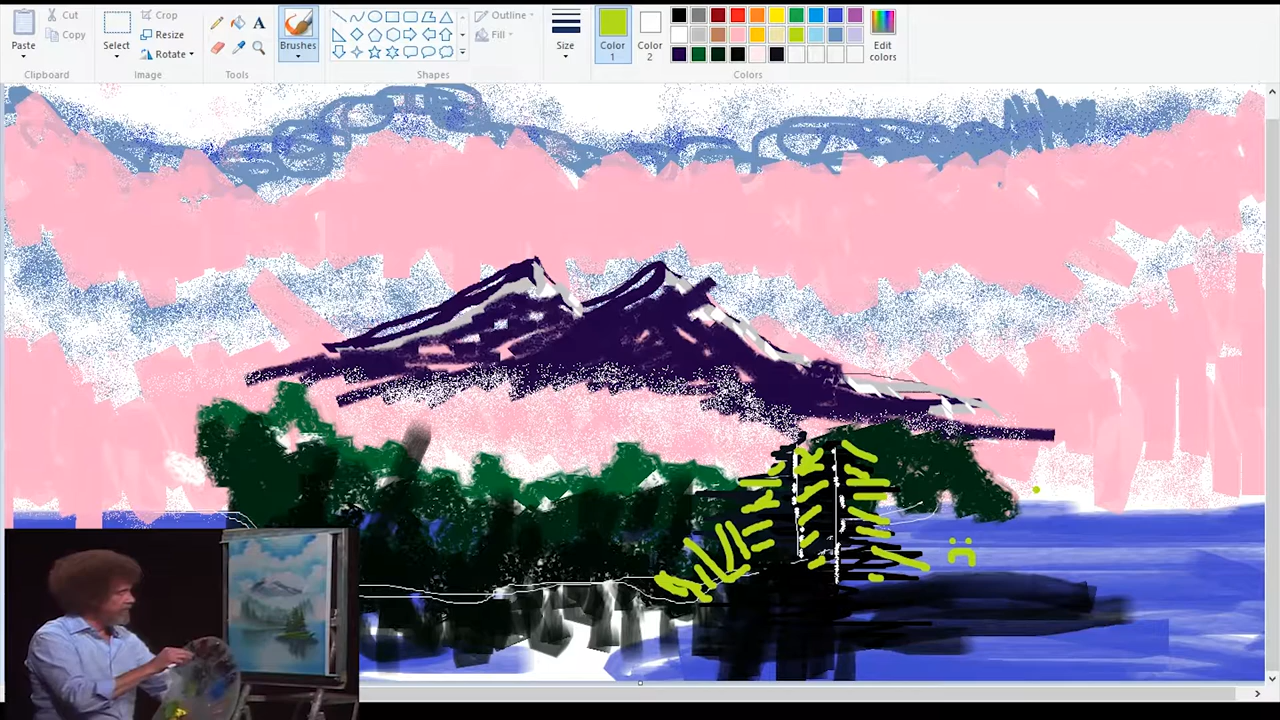 Cut
Crop
Outline
Copy
Resize
Fill
Paste
Select
Rotate
Brushes
Size
Color
1
Color
2
Edit
colors
Clipboard
Image
Tools
Shapes
Colors
A